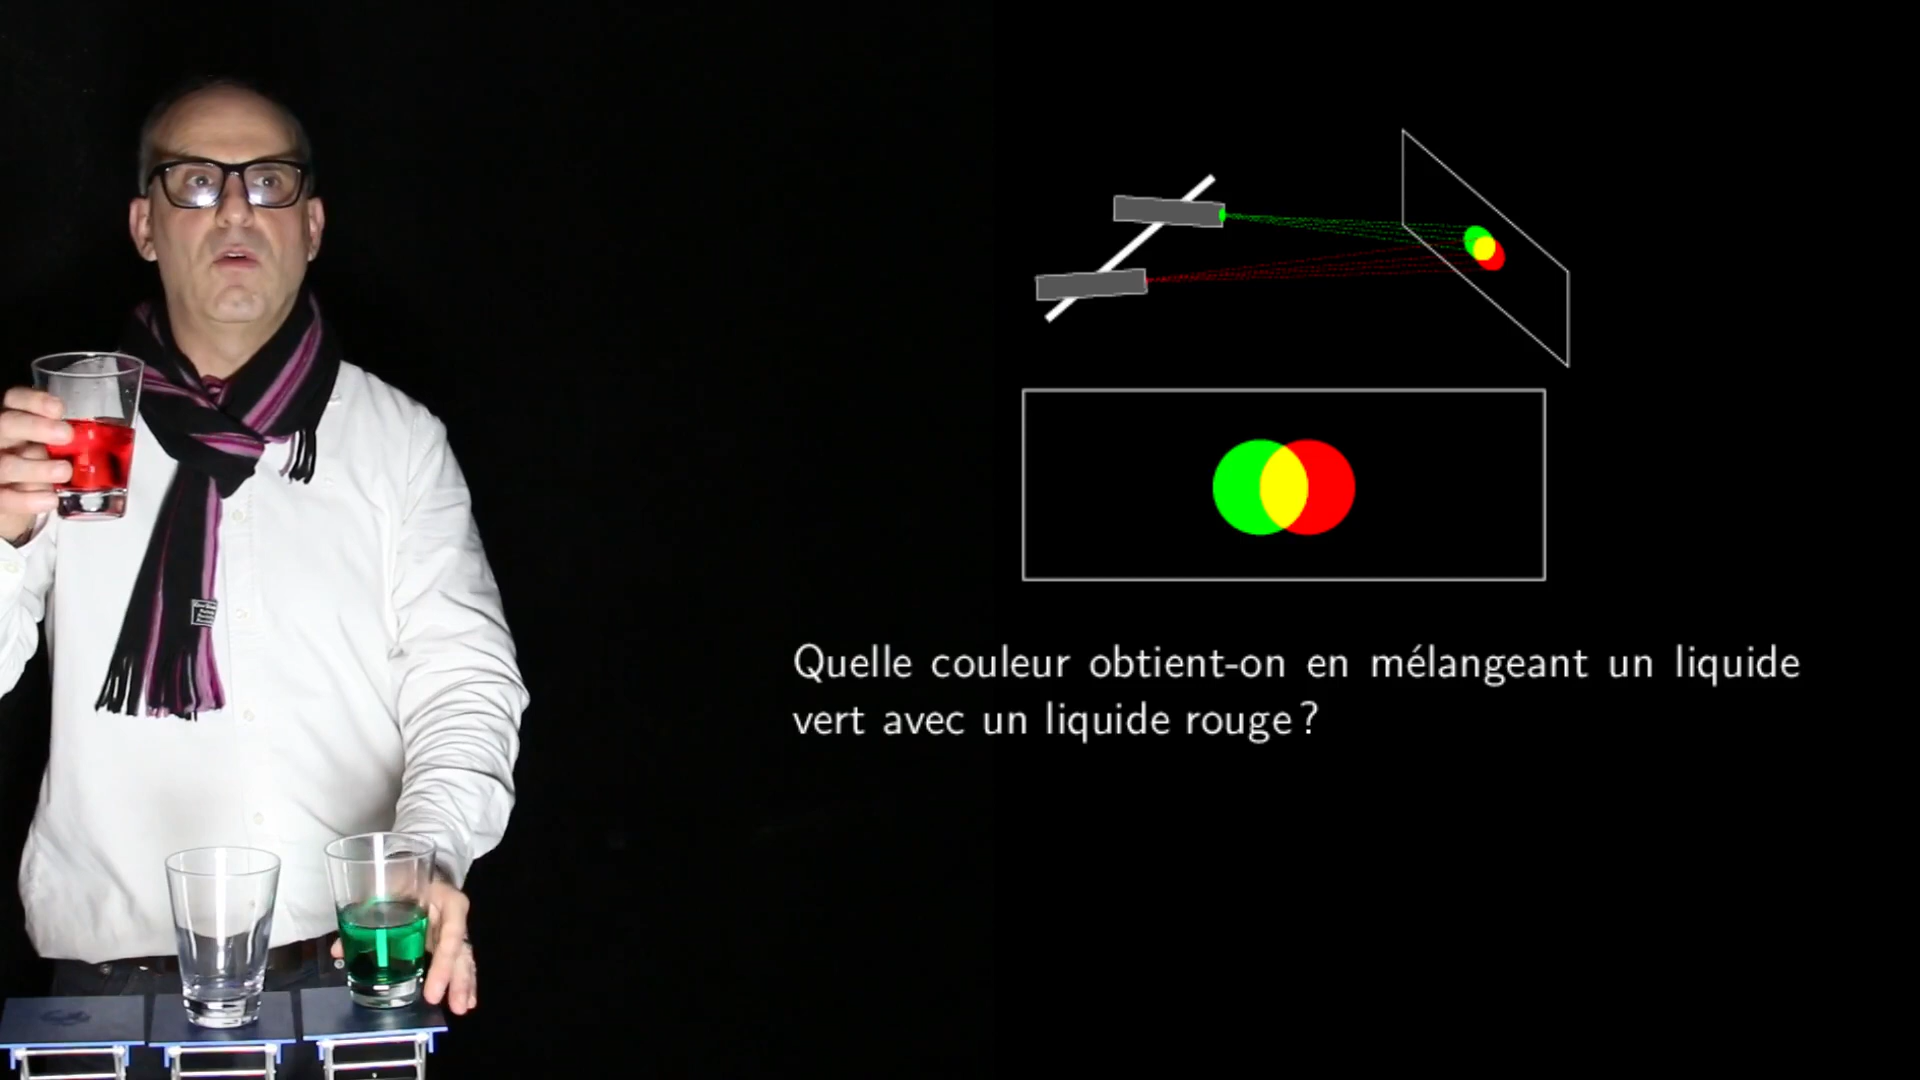 Quelle couleur obtient-on en mélangeant un liquide
vert avec un liquide rouge ?